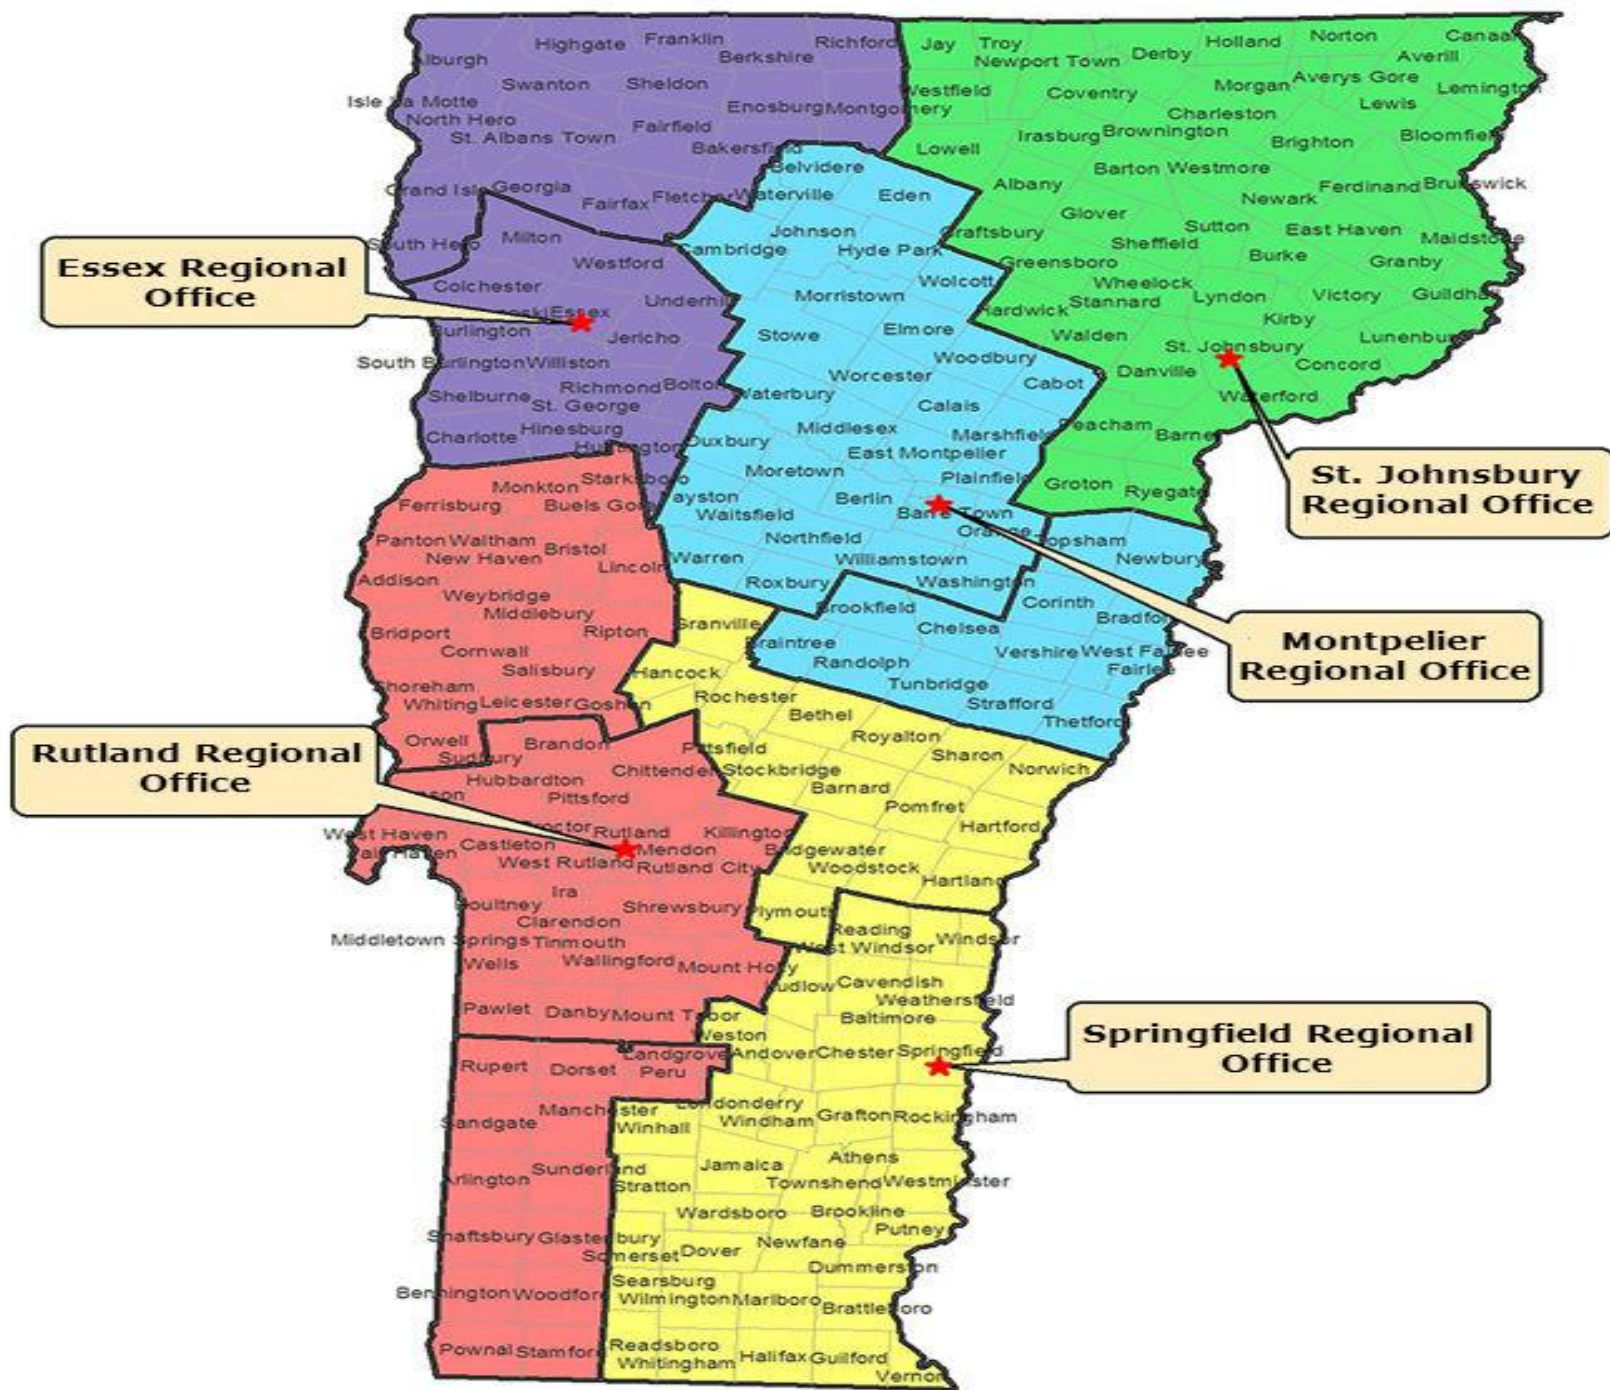 Highgate
Franklin
Richford
Berkshire
Alburgh
Swanton
Sheldon
Isle La Motte
Enosburg
Montgomery
North Hero
St. Albans Town
Fairfield
Bakersfield
Grand Isle
Georgia
Fairfax
Fletcher
South Hero
Milton
Westford
Colchester
Underhill
Essex
Burlington
Jericho
South Burlington
Williston
Richmond
Bolton
Shelburne
St. George
Hinesburg
Charlotte
Huntington
Essex Regional
Office
Jay
Troy
Newport Town
Derby
Holland
Norton
Canaan
Averill
Westfield
Coventry
Morgan
Averys Gore
Lemington
Lewis
Charleston
Lowell
Irasburg
Brownington
Brighton
Bloomfield
Albany
Barton
Westmore
Ferdinand
Brunswick
Newark
Glover
Craftsbury
Sheffield
Sutton
East Haven
Maidstone
Greensboro
Burke
Granby
Wheelock
Hardwick
Stannard
Lyndon
Victory
Guildhall
Kirby
Walden
St. Johnsbury
Lunenburg
Danville
Concord
Waterford
Peacham
Barnet
Groton
Ryegate
St. Johnsbury
Regional Office
Belvidere
Waterville
Eden
Johnson
Cambridge
Hyde Park
Wolcott
Morristown
Stowe
Elmore
Woodbury
Worcester
Cabot
Waterbury
Calais
Duxbury
Middlesex
Marshfield
East Montpelier
Moretown
Plainfield
Fayston
Berlin
Barre Town
Waitsfield
Orange
Topsham
Northfield
Newbury
Warren
Williamstown
Roxbury
Washington
Brookfield
Corinth
Bradford
Braintree
Chelsea
Randolph
Vershire
West Fairlee
Fairlee
Tunbridge
Strafford
Thetford
Montpelier
Regional Office
Starksboro
Monkton
Ferrisburg
Buels Gore
Panton
Waltham
New Haven
Bristol
Lincoln
Addison
Weybridge
Middlebury
Bridport
Ripton
Cornwall
Salisbury
Shoreham
Whiting
Leicester
Goshen
Orwell
Brandon
Sudbury
Hubbardton
Chittenden
Pittsford
Proctor
Rutland
Killington
West Haven
Fair Haven
Castleton
Mendon
West Rutland
Rutland City
Ira
Poultney
Shrewsbury
Clarendon
Middletown Springs
Tinmouth
Wells
Wallingford
Mount Holly
Pawlet
Danby
Mount Tabor
Rutland Regional
Office
Landgrove
Rupert
Dorset
Peru
Manchester
Sandgate
Sunderland
Arlington
Shaftsbury
Glastenbury
Bennington
Woodford
Pownal
Stamford
Granville
Hancock
Rochester
Bethel
Royalton
Pittsfield
Sharon
Stockbridge
Norwich
Barnard
Pomfret
Hartford
Bridgewater
Woodstock
Hartland
Plymouth
Reading
West Windsor
Windsor
Ludlow
Cavendish
Weathersfield
Baltimore
Weston
Andover
Chester
Springfield
Londonderry
Winhall
Windham
Grafton
Rockingham
Jamaica
Athens
Stratton
Townshend
Westminster
Wardsboro
Brookline
Putney
Somerset
Dover
Newfane
Dummerston
Searsburg
Wilmington
Marlboro
Brattleboro
Readsboro
Whitingham
Halifax
Guilford
Vernon
Springfield Regional
Office